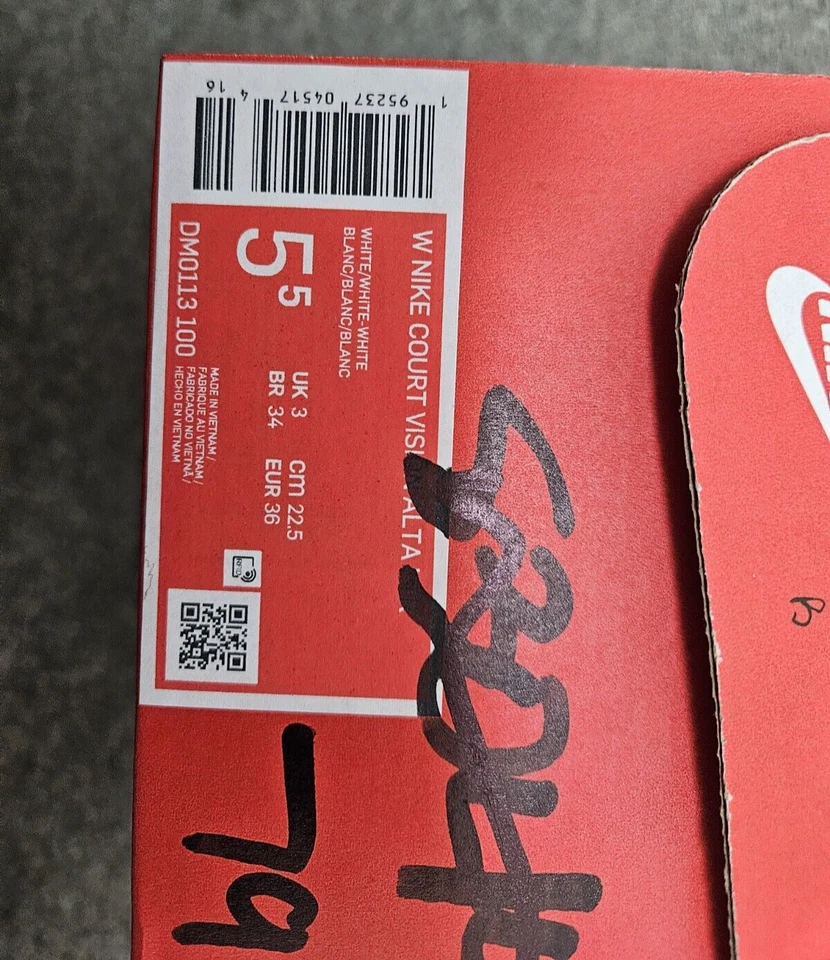 1 95237 04517 4 16
W NIKE COURT ALTA
WHITE/WHITE-WHITE
BLANC/BLANC/BLANC
5.5
UK 3 cm 22.5
BR 34 EUR 36
DM0113 100
MADE IN VIETNAM /
FABRIQUE AU VIETNAM /
FABRICADO NO VIETNÃ /
HECHO EN VIETNAM